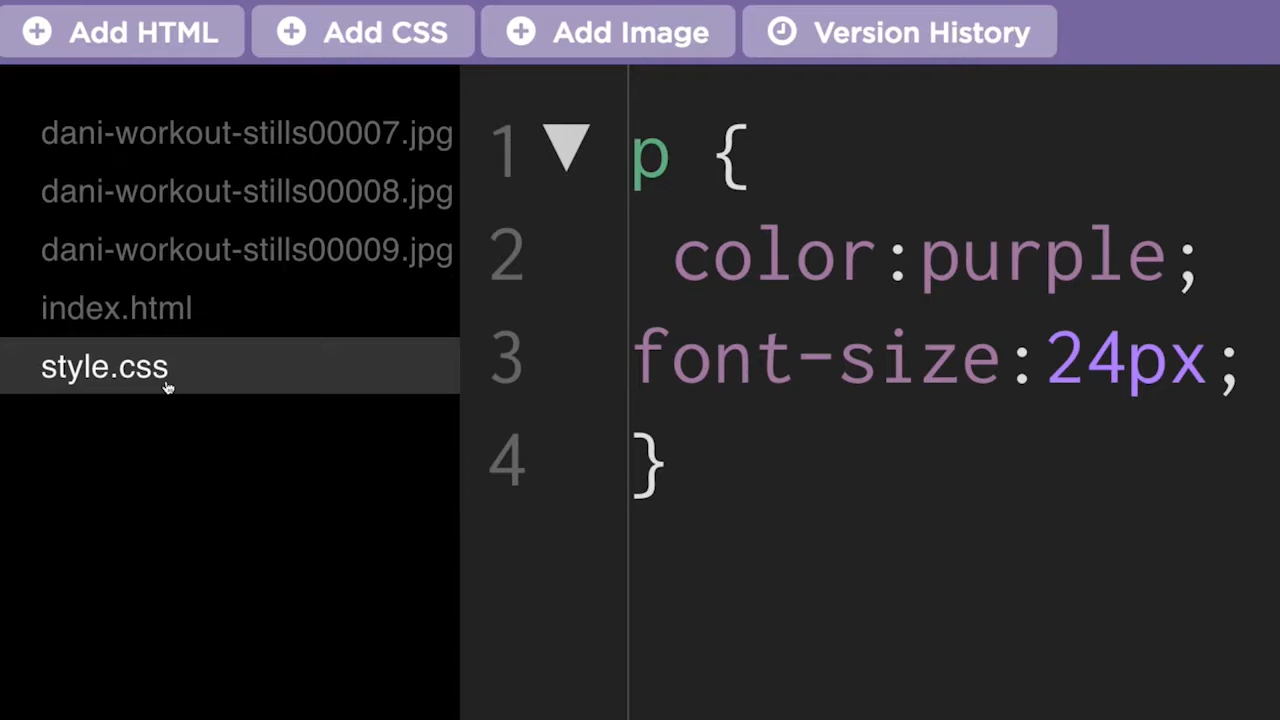 Add HTML Add CSS Add Image Version History
dani-workout-stills00007.jpg
dani-workout-stills00008.jpg
dani-workout-stills00009.jpg
index.html
style.css
1 p {
2 color:purple;
3 font-size:24px;
4 }